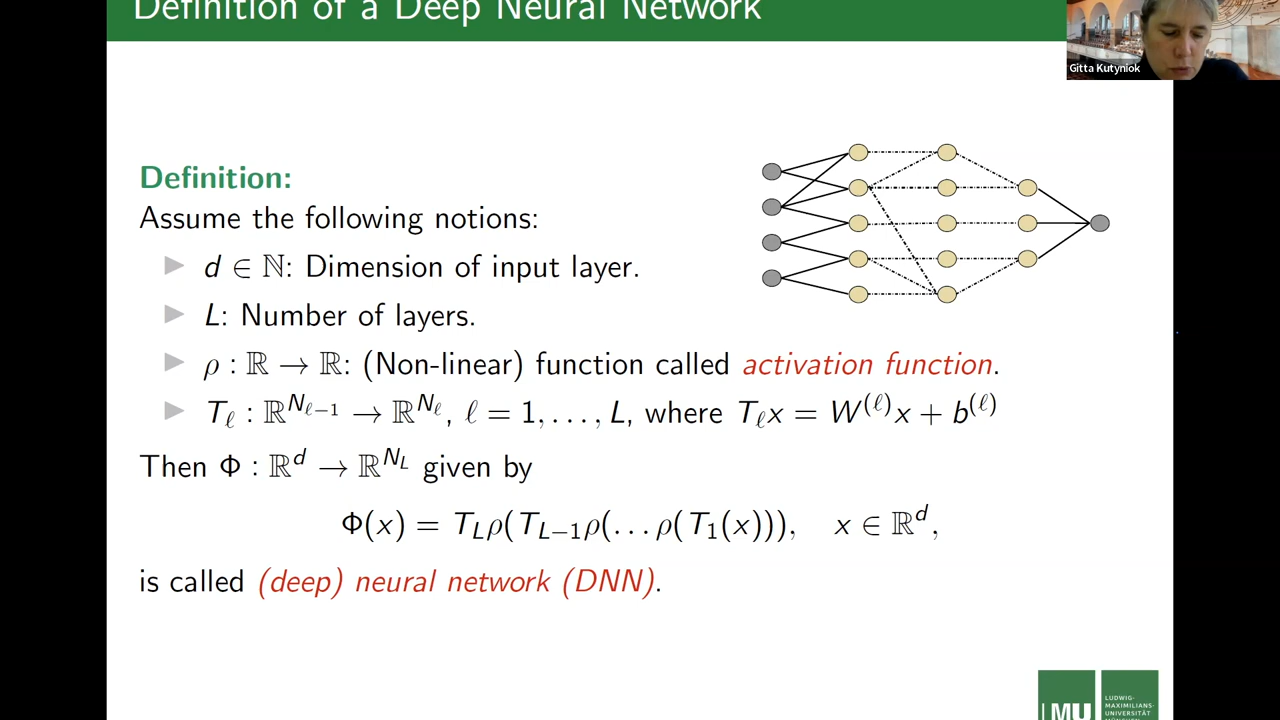 Definition of a Deep Neural Network
Gitta Kutyniok
Definition:
Assume the following notions:
d ∈ ℕ: Dimension of input layer.
L: Number of layers.
ρ : ℝ → ℝ: (Non-linear) function called activation function.
T_ℓ : ℝ^{N_{ℓ−1}} → ℝ^{N_ℓ}, ℓ = 1, . . . , L, where T_ℓ x = W^{(ℓ)} x + b^{(ℓ)}
Then Φ : ℝ^d → ℝ^{N_L} given by
Φ(x) = T_L ρ(T_{L−1} ρ(. . . ρ(T_1(x))), x ∈ ℝ^d,
is called (deep) neural network (DNN).
LMU
LUDWIG-
MAXIMILIANS-
UNIVERSITÄT